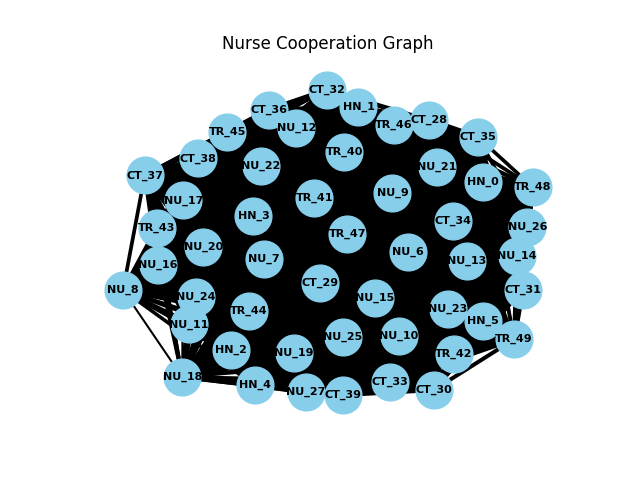 Nurse Cooperation Graph
CT_32
HN_1
CT_36
CT_28
TR_46
NU_12
TR_45
CT_35
TR_40
CT_38
NU_22
NU_21
CT_37
HN_0
TR_48
NU_9
TR_41
NU_17
HN_3
CT_34
NU_26
TR_43
TR_47
NU_20
NU_6
NU_14
NU_7
NU_13
NU_16
CT_29
NU_8
CT_31
NU_24
NU_15
NU_23
TR_44
HN_5
NU_11
NU_10
NU_25
TR_49
HN_2
NU_19
TR_42
NU_18
CT_33
HN_4
CT_30
NU_27
CT_39